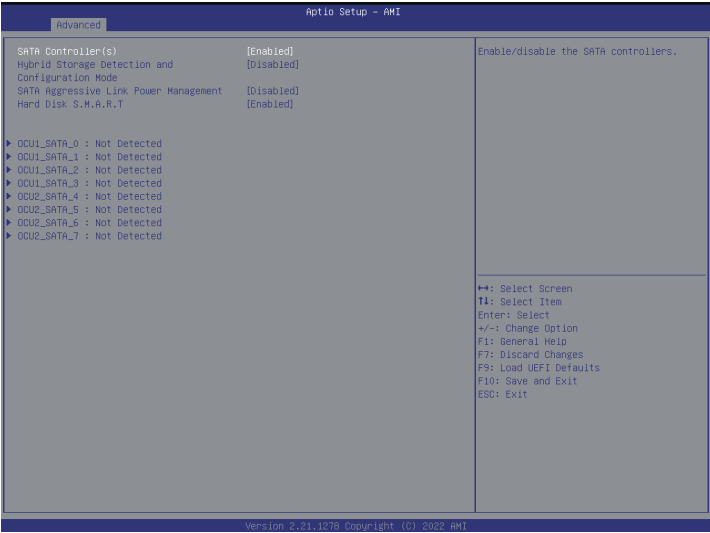 Aptio Setup – AMI
Advanced
SATA Controller(s) [Enabled]
Hybrid Storage Detection and [Disabled]
Configuration Mode
SATA Aggressive Link Power Management [Disabled]
Hard Disk S.M.A.R.T [Enabled]
OCU1_SATA_0 : Not Detected
OCU1_SATA_1 : Not Detected
OCU1_SATA_2 : Not Detected
OCU1_SATA_3 : Not Detected
OCU2_SATA_4 : Not Detected
OCU2_SATA_5 : Not Detected
OCU2_SATA_6 : Not Detected
OCU2_SATA_7 : Not Detected
Enable/disable the SATA controllers.
↔: Select Screen
↑↓: Select Item
Enter: Select
+/-: Change Option
F1: General Help
F7: Discard Changes
F9: Load UEFI Defaults
F10: Save and Exit
ESC: Exit
Version 2.21.1278 Copyright (C) 2022 AMI